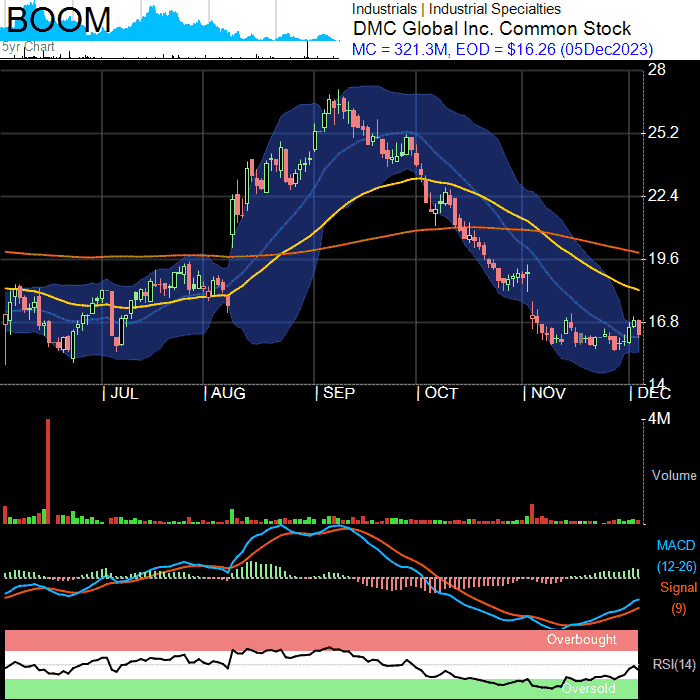 BOOM
5yr Chart
Industrials | Industrial Specialties
DMC Global Inc. Common Stock
MC = 321.3M, EOD = $16.26 (05Dec2023)
28
25.2
22.4
19.6
16.8
14
| JUL | AUG | SEP | OCT | NOV | DEC
4M
Volume
MACD
(12-26)
Signal
(9)
Overbought
RSI(14)
Oversold